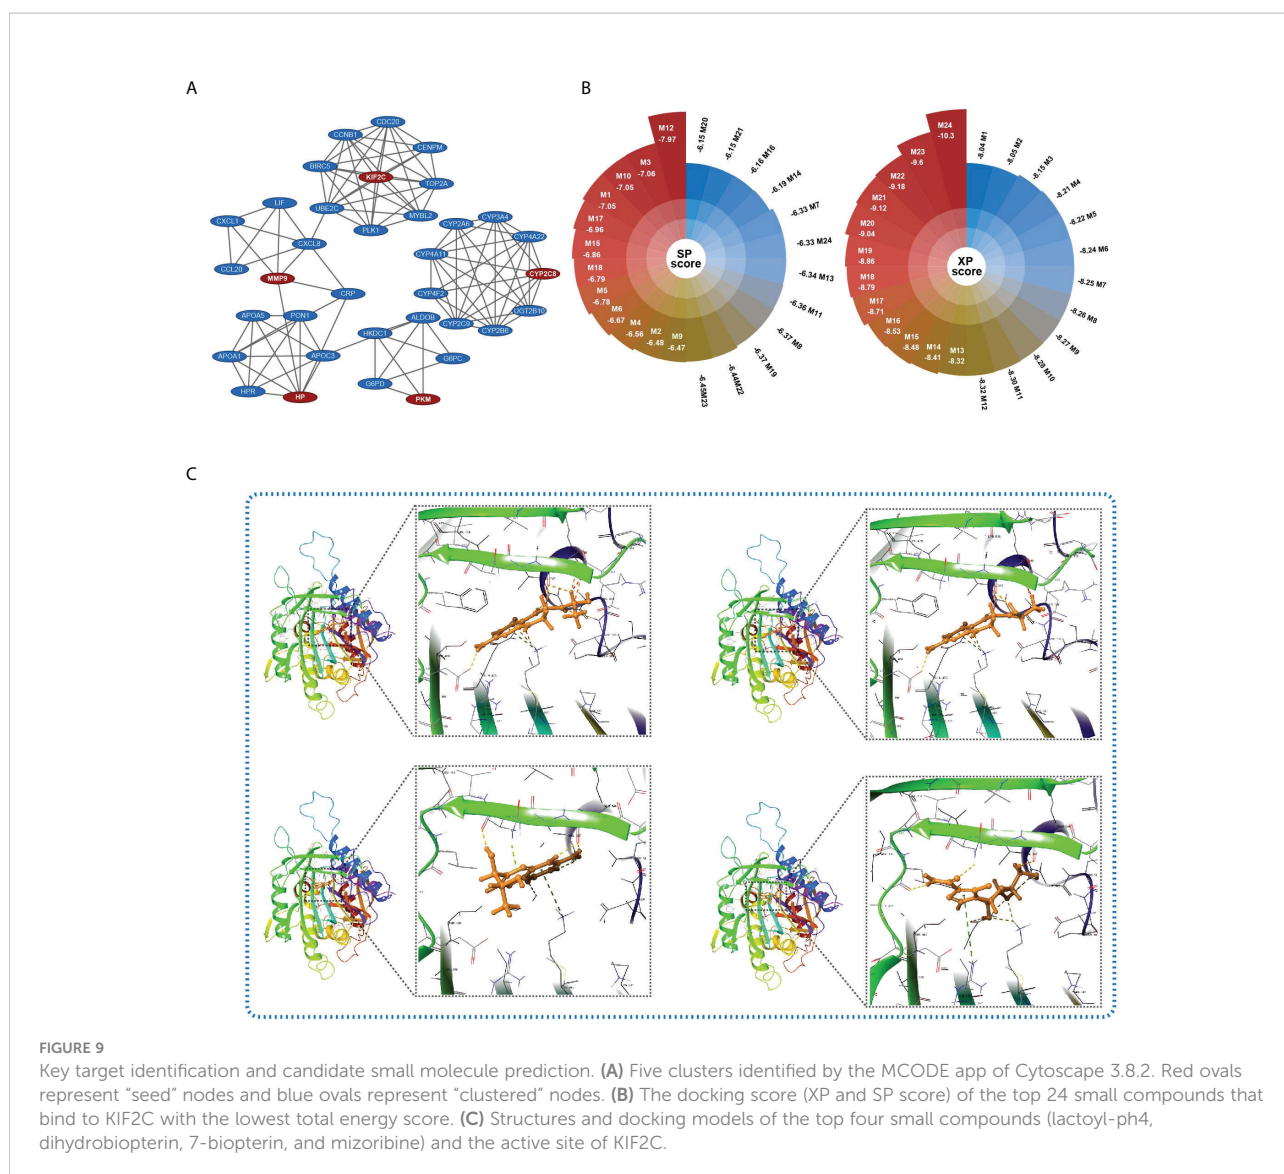 A
B
CDC20
CCNB1
CENPM
BIRC5
KIF2C
TOP2A
UBE2C
MYBL2
PLK1
LIF
CXCL1
CXCL8
CCL20
MMP9
CRP
CYP2A6
CYP3A4
CYP4A11
CYP4A22
CYP2C8
CYP4F2
UGT2B10
CYP2C9
CYP2B6
APOA5
PON1
APOA1
APOC3
HPR
HP
ALDOB
HKDC1
G6PC
G6PD
PKM
M12
-7.97
M3
-7.06
M10
-7.05
M1
-7.05
M17
-6.96
M15
-6.86
M18
-6.79
M5
-6.78
M6
-6.67
M4
-6.56
M2
-6.48
M9
-6.47
-6.15 M20
-6.15 M21
-6.16 M16
-6.19 M14
-6.33 M7
-6.33 M24
-6.34 M13
-6.36 M11
-6.37 M8
-6.37 M19
-6.44M22
-6.45M23
SP
score
M24
-10.3
M23
-9.6
M22
-9.18
M21
-9.12
M20
-9.04
M19
-8.86
M18
-8.79
M17
-8.71
M16
-8.53
M15
-8.48
M14
-8.41
M13
-8.32
-8.04 M1
-8.05 M2
-8.15 M3
-8.21 M4
-8.22 M5
-8.24 M6
-8.25 M7
-8.26 M8
-8.27 M9
-8.28 M10
-8.30 M11
-8.32 M12
XP
score
C
FIGURE 9
Key target identification and candidate small molecule prediction. (A) Five clusters identified by the MCODE app of Cytoscape 3.8.2. Red ovals
represent “seed” nodes and blue ovals represent “clustered” nodes. (B) The docking score (XP and SP score) of the top 24 small compounds that
bind to KIF2C with the lowest total energy score. (C) Structures and docking models of the top four small compounds (lactoyl-ph4,
dihydrobiopterin, 7-biopterin, and mizoribine) and the active site of KIF2C.